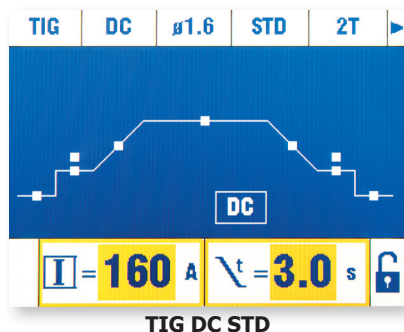 TIG DC ø1.6 STD 2T
DC
I = 160 A t = 3.0 s
TIG DC STD